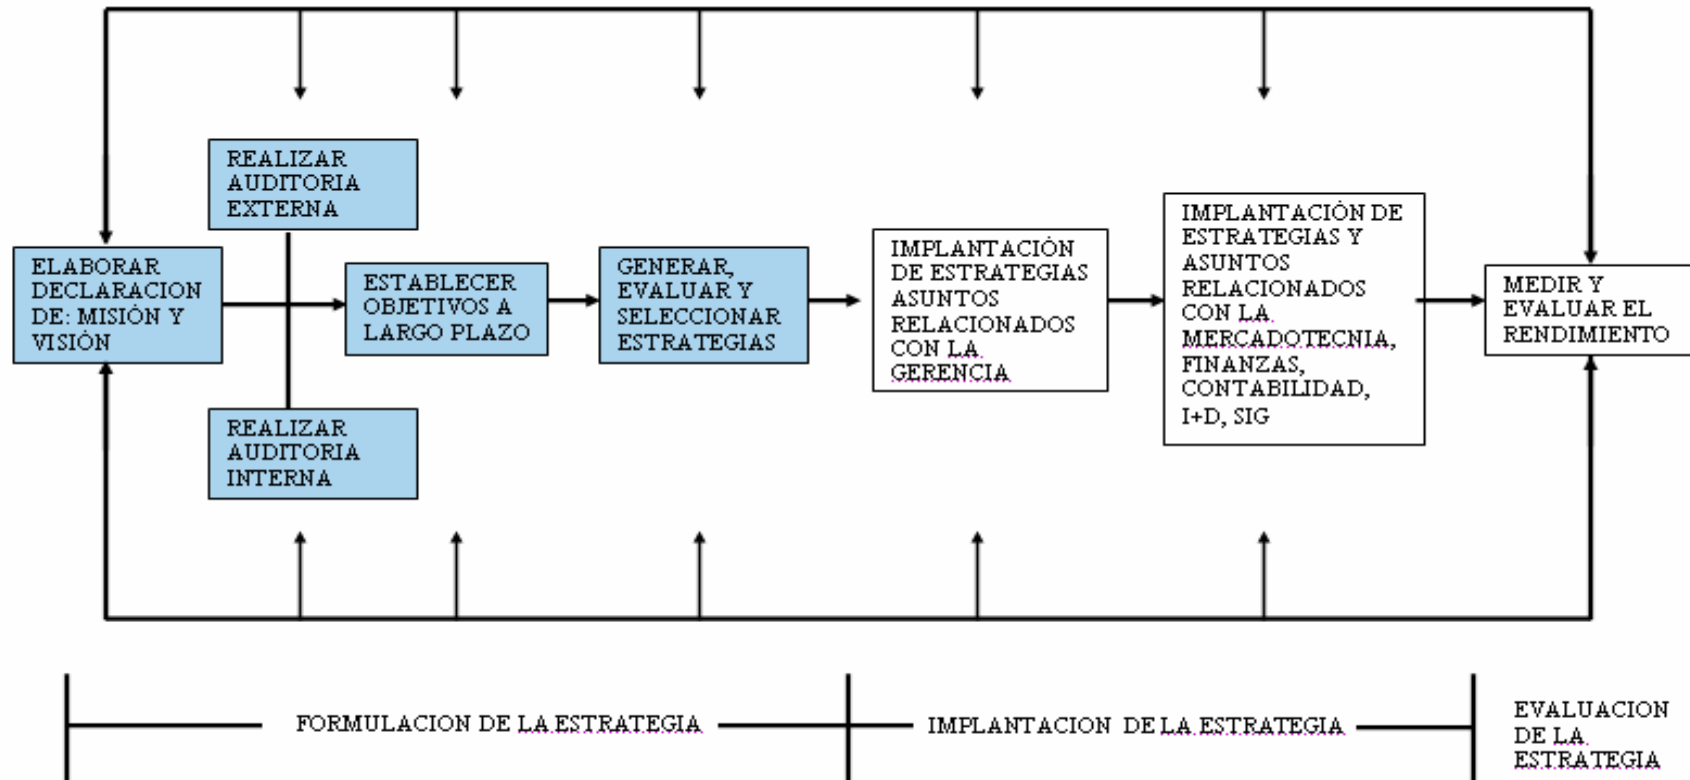 REALIZAR
AUDITORIA
EXTERNA
ELABORAR
DECLARACION
DE: MISIÓN Y
VISIÓN
REALIZAR
AUDITORIA
INTERNA
ESTABLECER
OBJETIVOS A
LARGO PLAZO
GENERAR,
EVALUAR Y
SELECCIONAR
ESTRATEGIAS
IMPLANTACIÓN
DE ESTRATEGIAS
ASUNTOS
RELACIONADOS
CON LA
GERENCIA
IMPLANTACIÓN DE
ESTRATEGIAS Y
ASUNTOS
RELACIONADOS
CON LA
MERCADOTECNIA,
FINANZAS,
CONTABILIDAD,
I+D, SIG
MEDIR Y
EVALUAR EL
RENDIMIENTO
FORMULACION DE LA ESTRATEGIA
IMPLANTACION DE LA ESTRATEGIA
EVALUACION
DE LA
ESTRATEGIA